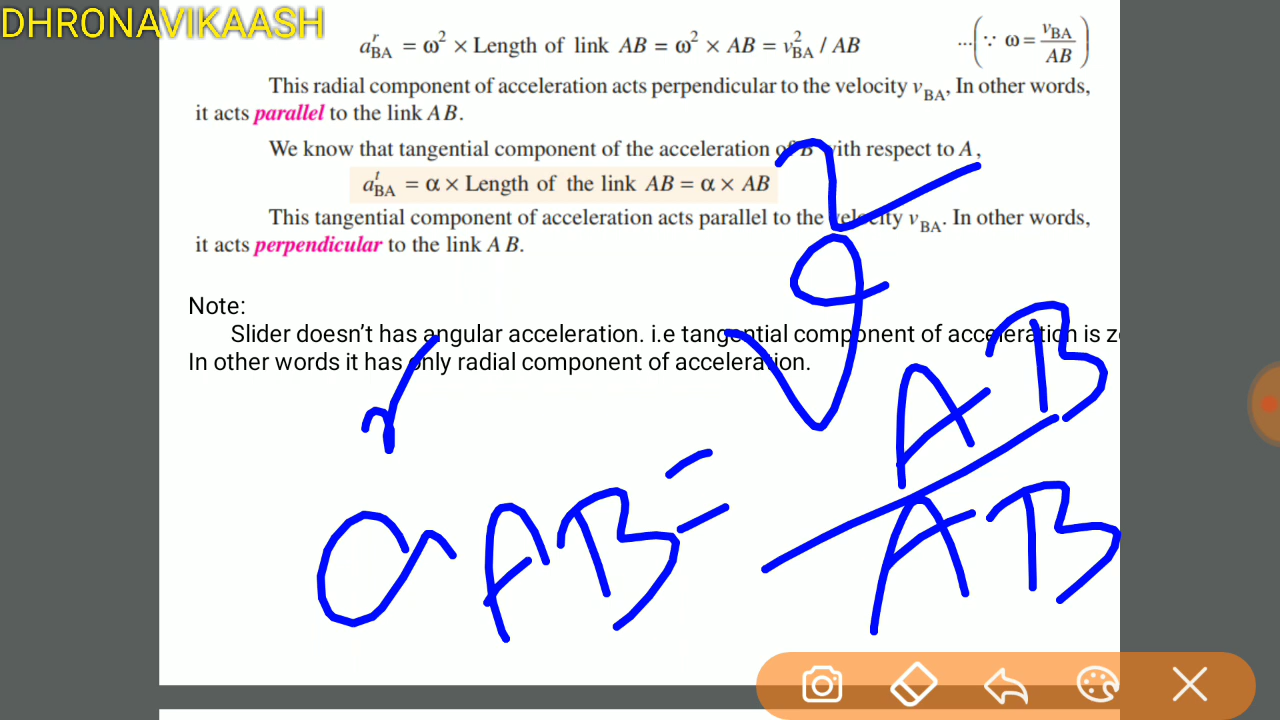 DHRONAVIKAASH
a^r_BA = ω² × Length of link AB = ω² × AB = v²_BA / AB ...(∵ ω = v_BA / AB)
This radial component of acceleration acts perpendicular to the velocity v_BA, In other words,
it acts parallel to the link AB.
We know that tangential component of the acceleration of B with respect to A,
a^t_BA = α × Length of the link AB = α × AB
This tangential component of acceleration acts parallel to the velocity v_BA. In other words,
it acts perpendicular to the link AB.
Note:
Slider doesn't has angular acceleration. i.e tangential component of acceleration is z
In other words it has only radial component of acceleration.
a^r AB = V² AB / AB